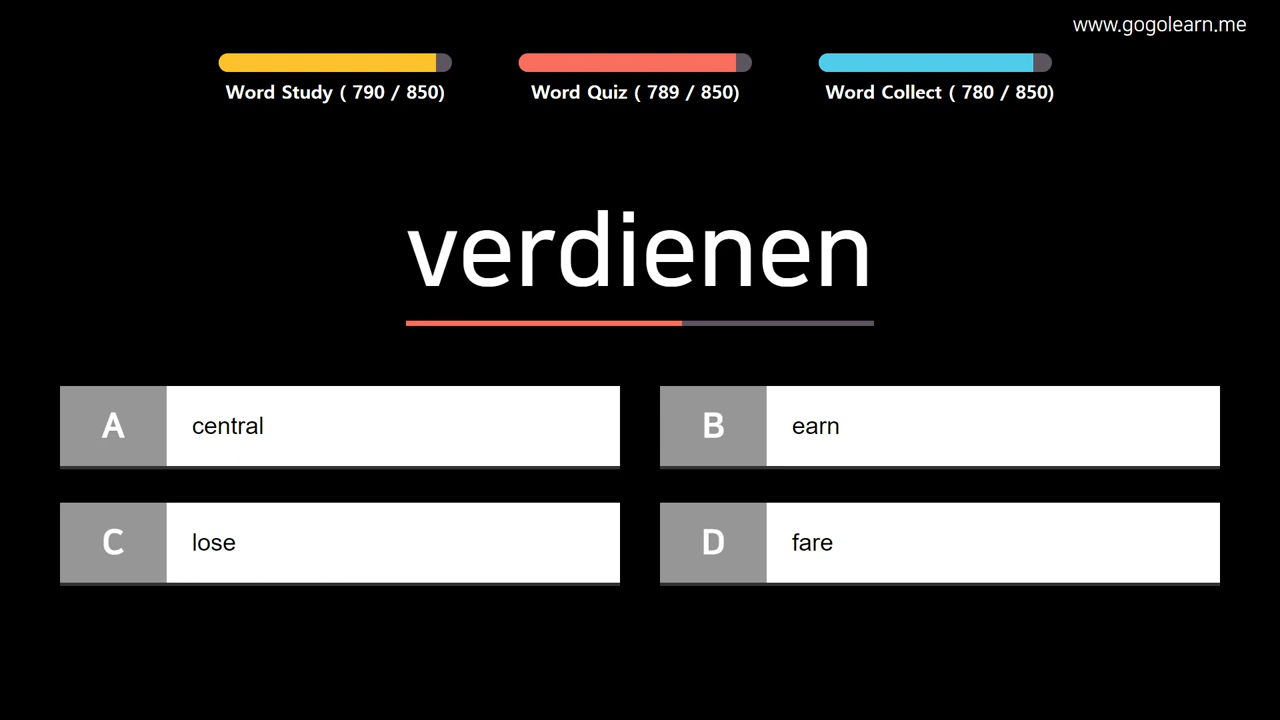 www.gogolearn.me
Word Study ( 790 / 850)
Word Quiz ( 789 / 850)
Word Collect ( 780 / 850)
verdienen
A central
B earn
C lose
D fare